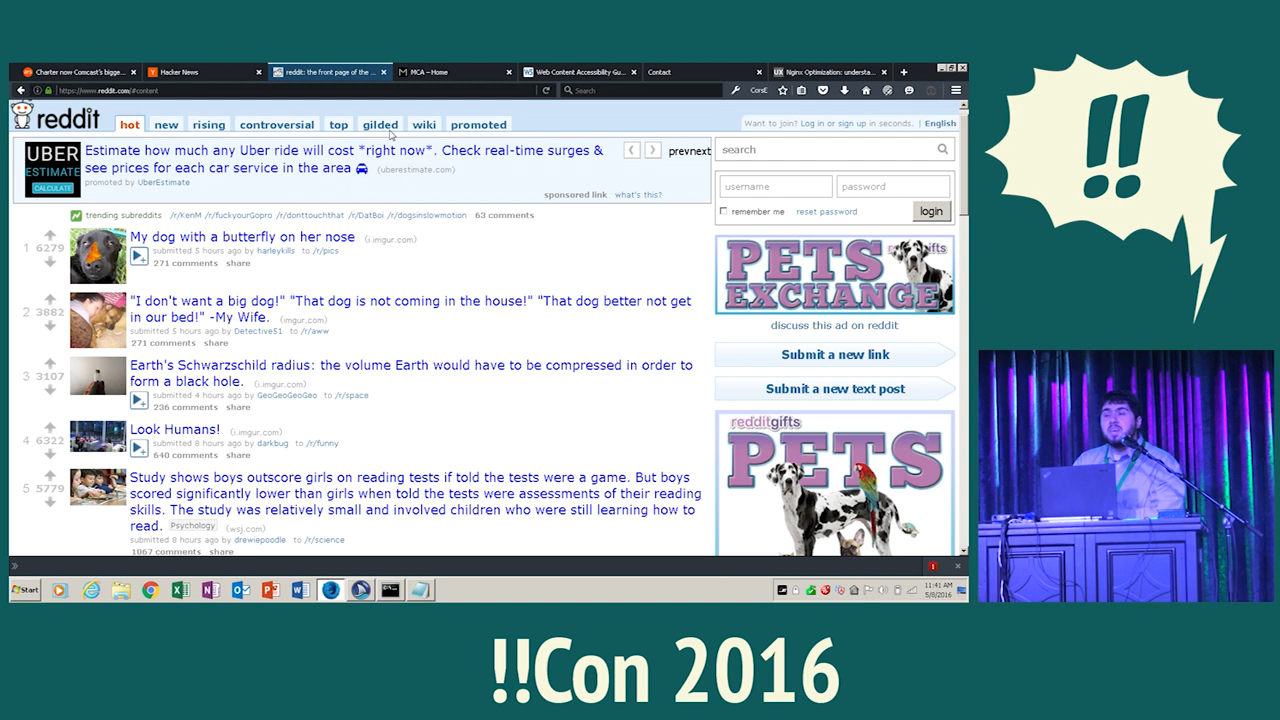 Charter now Comcast's bigge...
Hacker News
reddit: the front page of the ...
MCA – Home
Web Content Accessibility Gu...
Contact
Nginx Optimization: understa...
https://www.reddit.com/#content
Search
CorsE
reddit
hot
new
rising
controversial
top
gilded
wiki
promoted
Want to join? Log in or sign up in seconds. | English
UBER
ESTIMATE
CALCULATE
Estimate how much any Uber ride will cost *right now*. Check real-time surges &
see prices for each car service in the area (uberestimate.com)
promoted by UberEstimate
sponsored link what's this?
prevnext
search
username
password
remember me reset password
login
trending subreddits /r/KenM /r/fuckyourGopro /r/donttouchthat /r/DatBoi /r/dogsinslowmotion 63 comments
1 6279
My dog with a butterfly on her nose (i.imgur.com)
submitted 5 hours ago by harleykills to /r/pics
271 comments share
2 3882
"I don't want a big dog!" "That dog is not coming in the house!" "That dog better not get
in our bed!" -My Wife. (imgur.com)
submitted 5 hours ago by Detective51 to /r/aww
271 comments share
3 3107
Earth's Schwarzschild radius: the volume Earth would have to be compressed in order to
form a black hole. (i.imgur.com)
submitted 4 hours ago by GeoGeoGeoGeo to /r/space
236 comments share
4 6322
Look Humans! (i.imgur.com)
submitted 8 hours ago by darkbug to /r/funny
640 comments share
5 5779
Study shows boys outscore girls on reading tests if told the tests were a game. But boys
scored significantly lower than girls when told the tests were assessments of their reading
skills. The study was relatively small and involved children who were still learning how to
read. Psychology (wsj.com)
submitted 8 hours ago by drewiepoodle to /r/science
1067 comments share
redditgifts
PETS
EXCHANGE
discuss this ad on reddit
Submit a new link
Submit a new text post
redditgifts
PETS
Start
11:41 AM
5/8/2016
!!
!!Con 2016